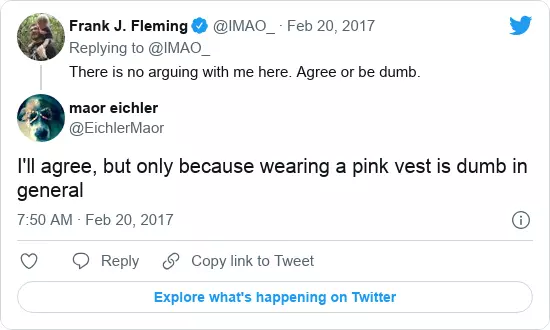 Frank J. Fleming @IMAO_ · Feb 20, 2017
Replying to @IMAO_
There is no arguing with me here. Agree or be dumb.
maor eichler
@EichlerMaor
I'll agree, but only because wearing a pink vest is dumb in
general
7:50 AM · Feb 20, 2017
Reply Copy link to Tweet
Explore what's happening on Twitter